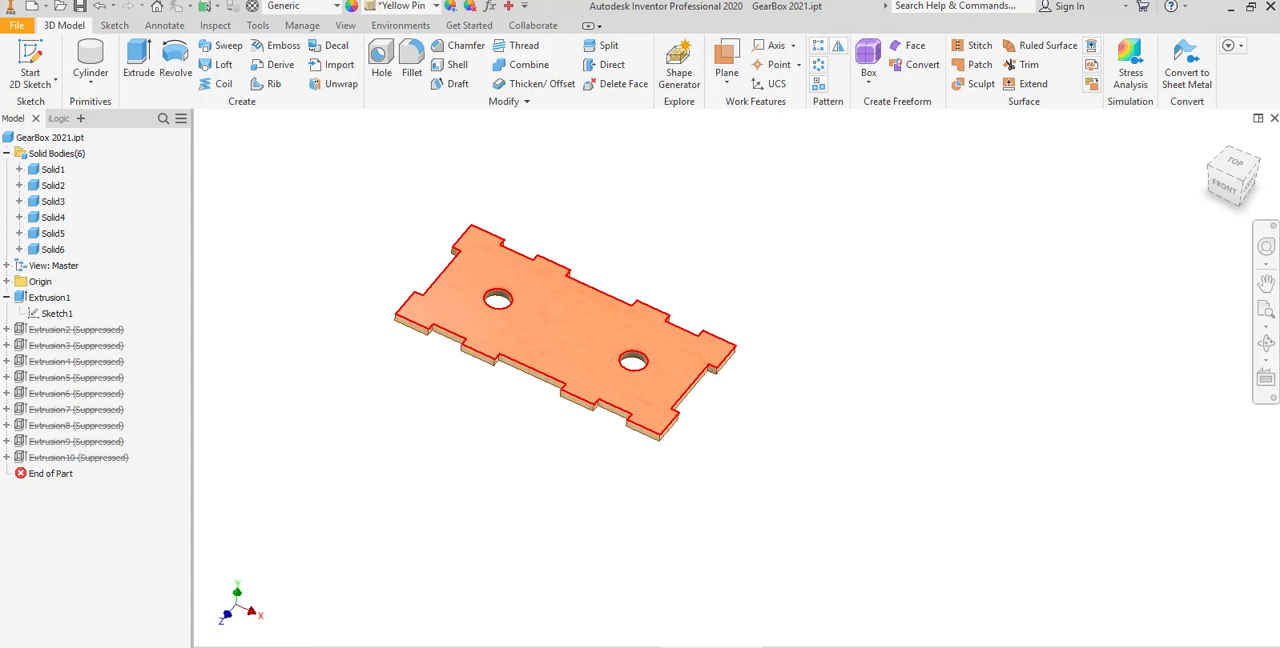 PRO
Generic
*Yellow Pin
Autodesk Inventor Professional 2020 GearBox 2021.ipt
Search Help & Commands...
Sign In
File 3D Model Sketch Annotate Inspect Tools Manage View Environments Get Started Collaborate
Start 2D Sketch
Sketch
Cylinder
Primitives
Extrude
Revolve
Sweep
Emboss
Decal
Loft
Derive
Import
Coil
Rib
Unwrap
Create
Hole
Fillet
Chamfer
Thread
Split
Shell
Combine
Direct
Draft
Thicken/ Offset
Delete Face
Modify
Shape Generator
Explore
Plane
Axis
Point
UCS
Work Features
Pattern
Box
Face
Convert
Create Freeform
Stitch
Ruled Surface
Patch
Trim
Sculpt
Extend
Surface
Stress Analysis
Simulation
Convert to Sheet Metal
Convert
Model
iLogic
GearBox 2021.ipt
Solid Bodies(6)
Solid1
Solid2
Solid3
Solid4
Solid5
Solid6
View: Master
Origin
Extrusion1
Sketch1
Extrusion2 (Suppressed)
Extrusion3 (Suppressed)
Extrusion4 (Suppressed)
Extrusion5 (Suppressed)
Extrusion6 (Suppressed)
Extrusion7 (Suppressed)
Extrusion8 (Suppressed)
Extrusion9 (Suppressed)
Extrusion10 (Suppressed)
End of Part
TOP
FRONT
Y
X
Z